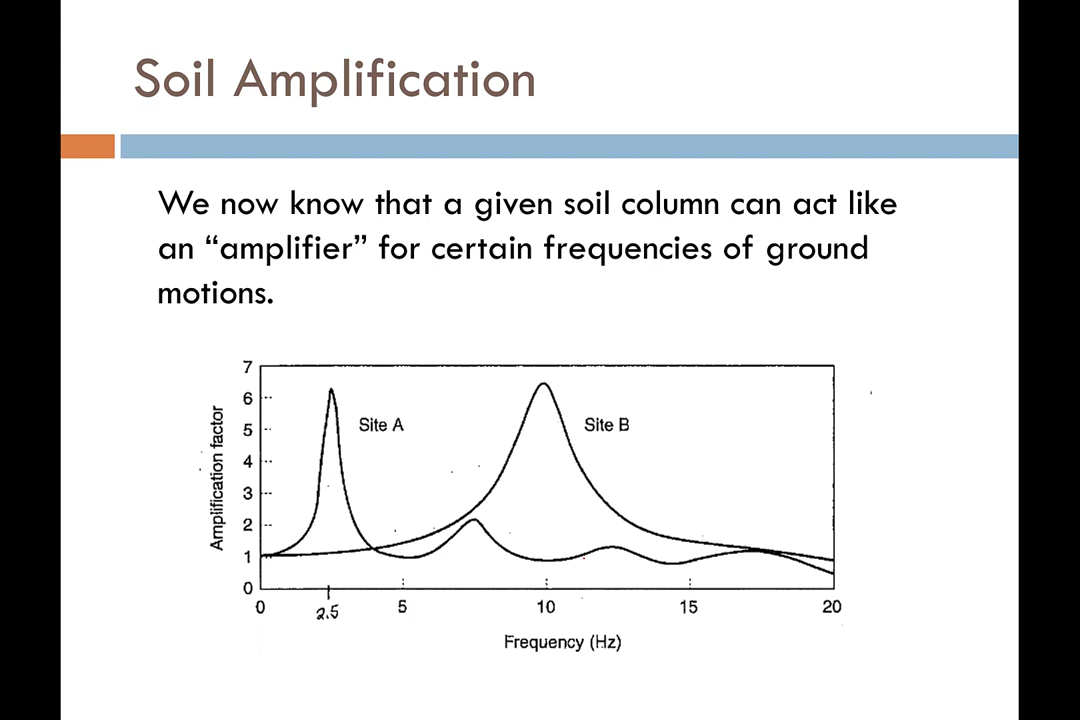 Soil Amplification
We now know that a given soil column can act like
an “amplifier” for certain frequencies of ground
motions.
7
6
5
4
3
2
1
0
Amplification factor
Site A
Site B
0
2.5
5
10
15
20
Frequency (Hz)